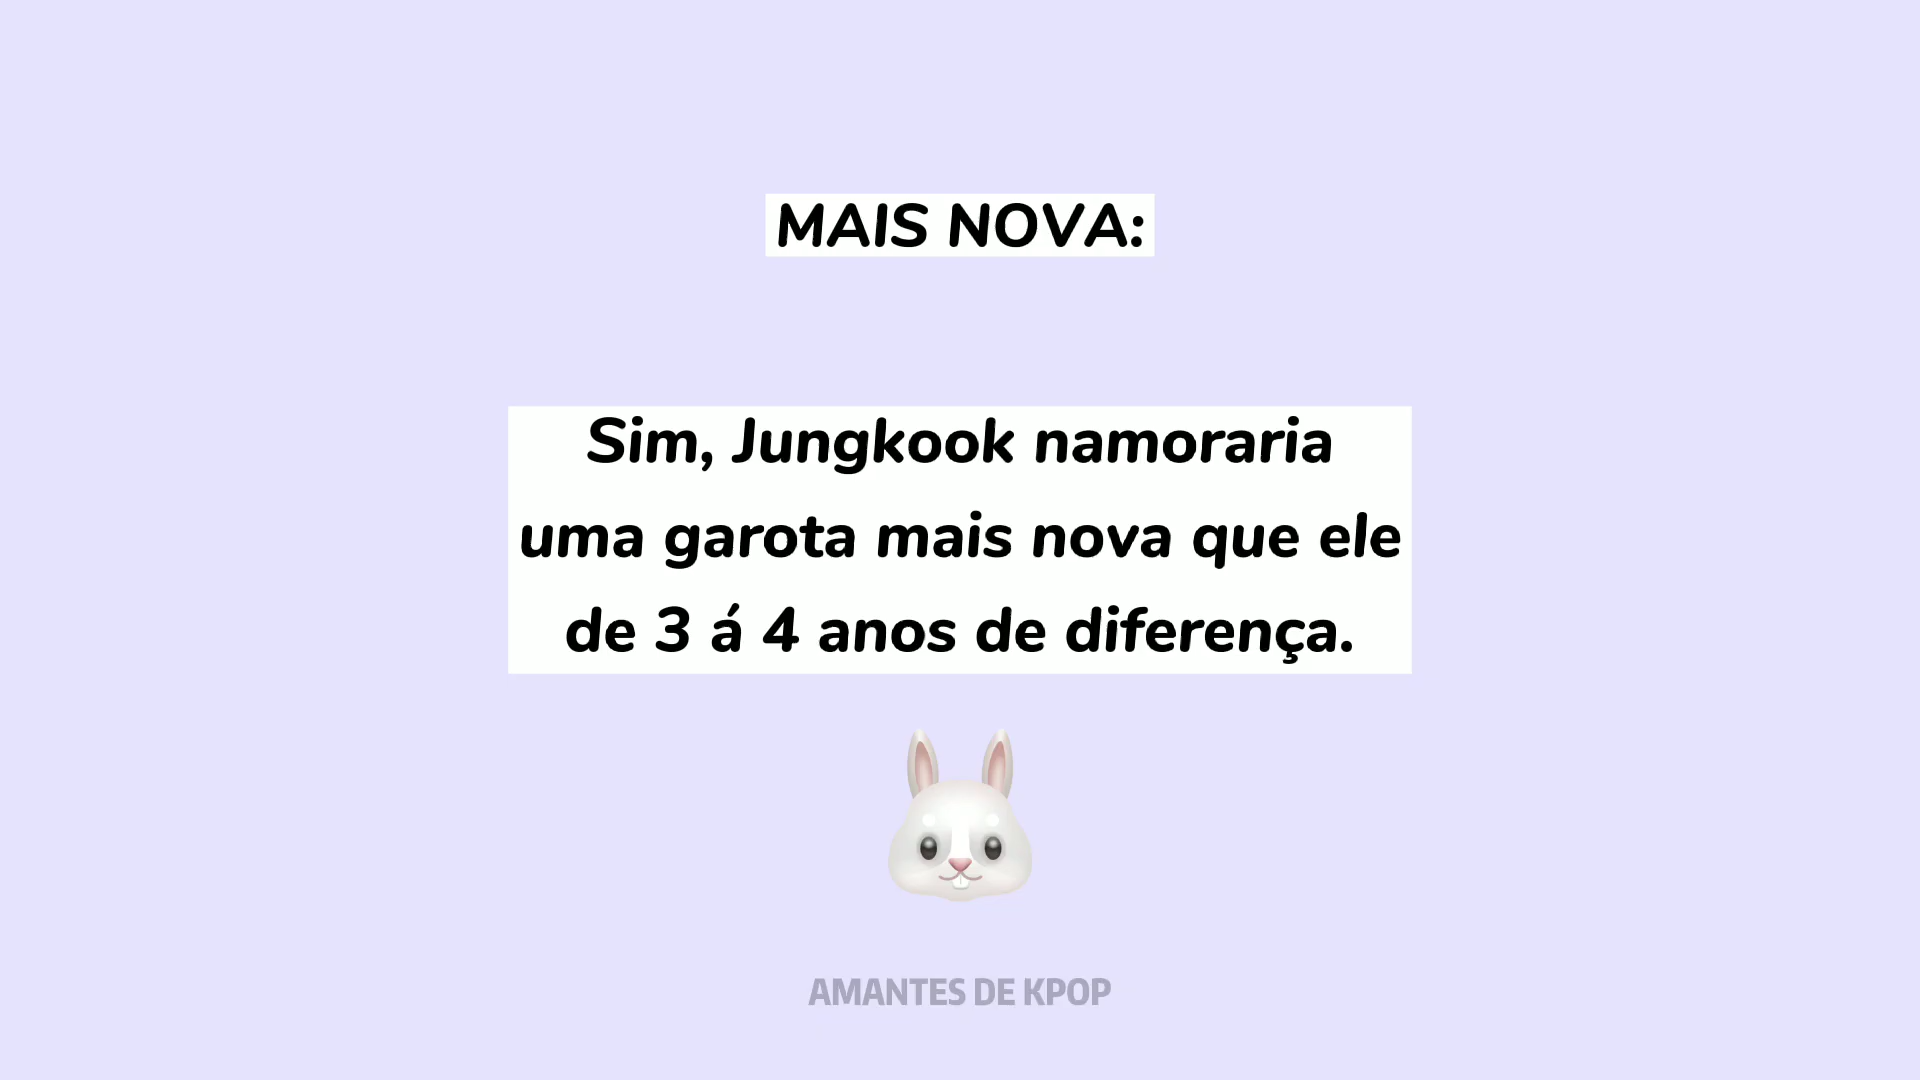 MAIS NOVA:
Sim, Jungkook namoraria
uma garota mais nova que ele
de 3 á 4 anos de diferença.
AMANTES DE KPOP